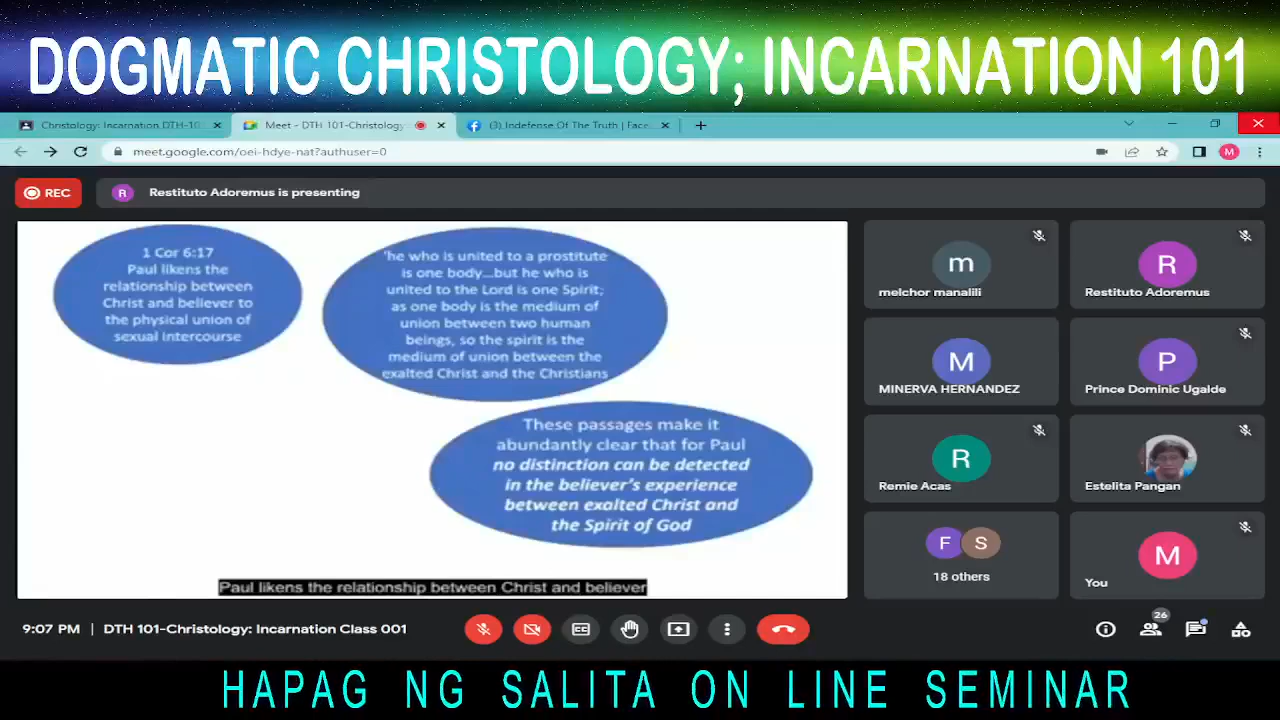 DOGMATIC CHRISTOLOGY; INCARNATION 101
Christology: Incarnation DTH-10
Meet - DTH 101-Christology
(3) Indefense Of The Truth | Face
meet.google.com/oei-hdye-nat?authuser=0
M
REC
R
Restituto Adoremus is presenting
1 Cor 6:17
Paul likens the
relationship between
Christ and believer to
the physical union of
sexual intercourse
'he who is united to a prostitute
is one body...but he who is
united to the Lord is one Spirit;
as one body is the medium of
union between two human
beings, so the spirit is the
medium of union between the
exalted Christ and the Christians
These passages make it
abundantly clear that for Paul
no distinction can be detected
in the believer's experience
between exalted Christ and
the Spirit of God
Paul likens the relationship between Christ and believer
m
melchor manalili
R
Restituto Adoremus
M
MINERVA HERNANDEZ
P
Prince Dominic Ugalde
R
Remie Acas
Estelita Pangan
F S
18 others
M
You
9:07 PM | DTH 101-Christology: Incarnation Class 001
CC
26
HAPAG NG SALITA ON LINE SEMINAR